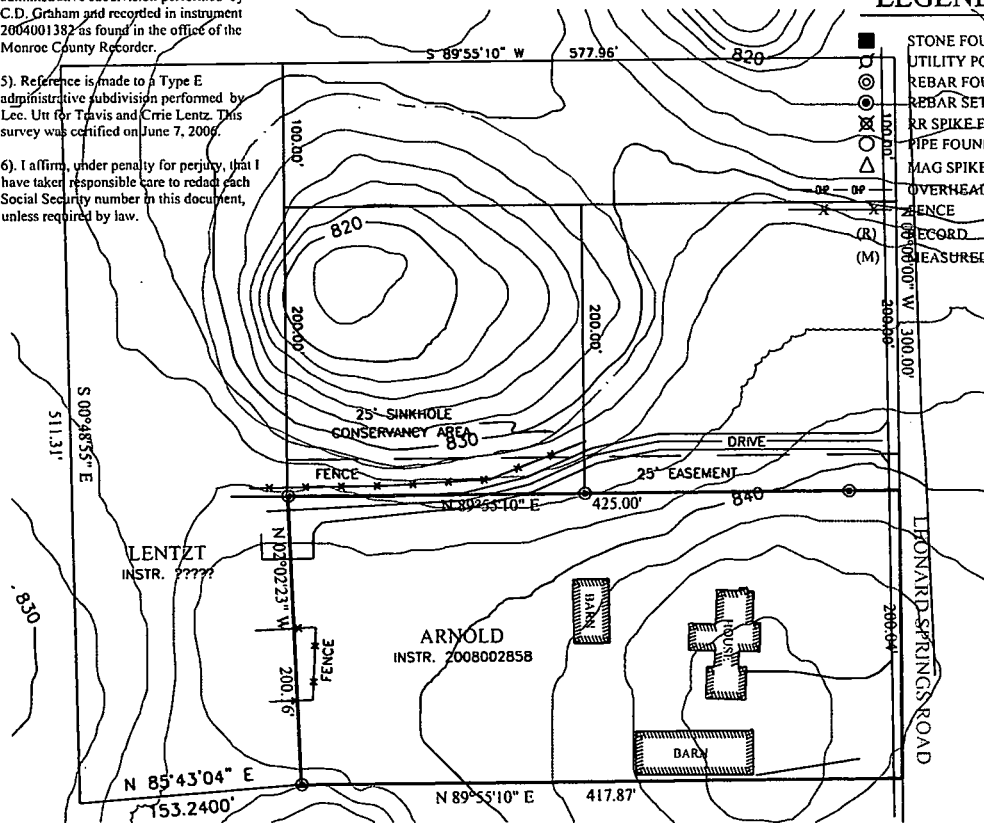 C.D. Graham and recorded in instrument
2004001382 as found in the office of the
Monroe County Recorder.
5). Reference is made to a Type E
administrative subdivision performed by
Lee. Utt for Travis and Crrie Lentz. This
survey was certified on June 7, 2006.
6). I affirm, under penalty for perjury, that I
have taken responsible care to redact each
Social Security number in this document,
unless required by law.
S 89°55'10" W 577.96'
820
STONE FOU
UTILITY PO
REBAR FOU
REBAR SET
RR SPIKE F
PIPE FOUN
MAG SPIKE
OHP OHP OVERHEAD
FENCE
(R) RECORD
(M) MEASURED
100.00'
100.00'
820
200.00'
200.00'
200.00'
N 00°00'00" W 300.00'
S 00°48'55" E
511.31'
25' SINKHOLE
CONSERVANCY AREA
830
DRIVE
FENCE
25' EASEMENT
N 89°55'10" E 425.00'
840
LENTZT
INSTR. ?????
N 02°02'23" W
200.16'
FENCE
830
ARNOLD
INSTR. 2008002858
BARN
HOUSE
BARN
200.04'
LHONARD SPRINGS ROAD
N 85°43'04" E
153.2400'
N 89°55'10" E 417.87'